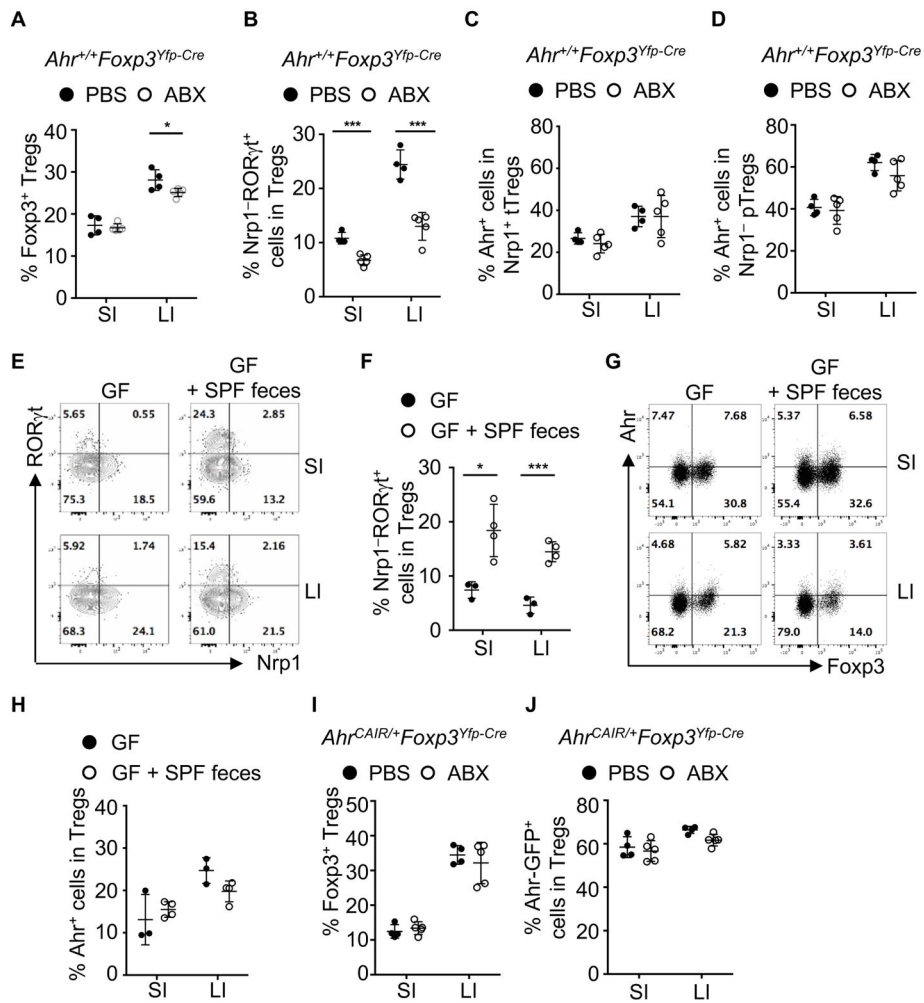 A
Ahr+/+Foxp3Yfp-Cre
● PBS ○ ABX
% Foxp3+ Tregs
40
30
20
10
0
*
SI
LI
B
Ahr+/+Foxp3Yfp-Cre
● PBS ○ ABX
% Nrp1−RORγt+
cells in Tregs
30
20
10
0
***
***
SI
LI
C
Ahr+/+Foxp3Yfp-Cre
● PBS ○ ABX
% Ahr+ cells in
Nrp1+ tTregs
80
60
40
20
0
SI
LI
D
Ahr+/+Foxp3Yfp-Cre
● PBS ○ ABX
% Ahr+ cells in
Nrp1− pTregs
80
60
40
20
0
SI
LI
E
GF
GF
+ SPF feces
RORγt
5.65 0.55
75.3 18.5
24.3 2.85
59.6 13.2
SI
5.92 1.74
68.3 24.1
15.4 2.16
61.0 21.5
LI
Nrp1
F
● GF
○ GF + SPF feces
% Nrp1−RORγt+
cells in Tregs
30
20
10
0
*
***
SI
LI
G
GF
GF
+ SPF feces
Ahr
7.47 7.68
54.1 30.8
5.37 6.58
55.4 32.6
SI
4.68 5.82
68.2 21.3
3.33 3.61
79.0 14.0
LI
Foxp3
H
● GF
○ GF + SPF feces
% Ahr+ cells in Tregs
40
30
20
10
0
SI
LI
I
AhrCAIR/+Foxp3Yfp-Cre
● PBS ○ ABX
% Foxp3+ Tregs
50
40
30
20
10
0
SI
LI
J
AhrCAIR/+Foxp3Yfp-Cre
● PBS ○ ABX
% Ahr-GFP+
cells in Tregs
80
60
40
20
0
SI
LI